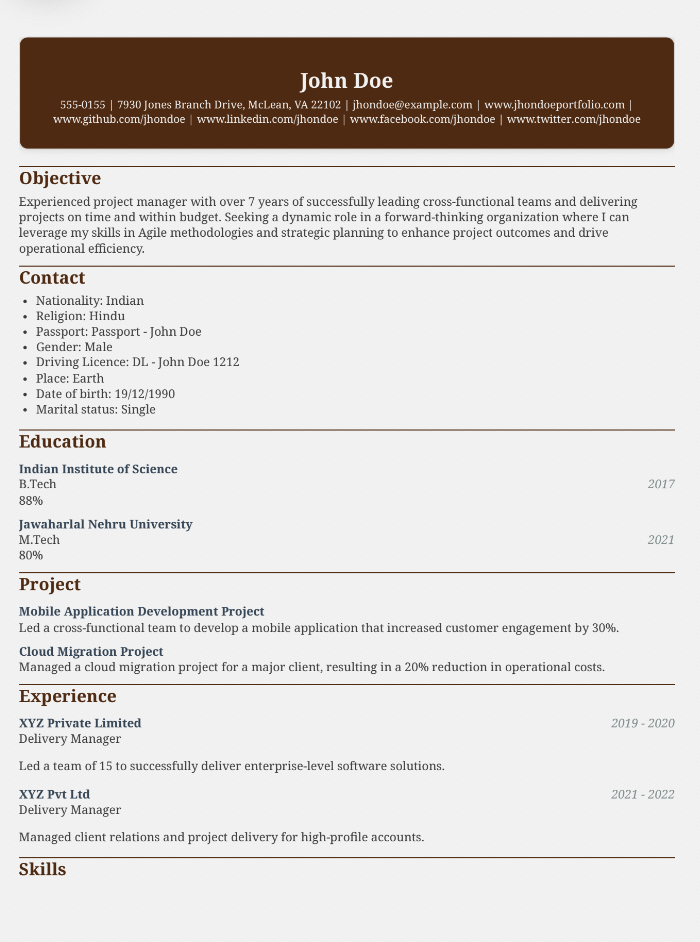 John Doe
555-0155 | 7930 Jones Branch Drive, McLean, VA 22102 | jhondoe@example.com | www.jhondoeportfolio.com |
www.github.com/jhondoe | www.linkedin.com/jhondoe | www.facebook.com/jhondoe | www.twitter.com/jhondoe
Objective
Experienced project manager with over 7 years of successfully leading cross-functional teams and delivering
projects on time and within budget. Seeking a dynamic role in a forward-thinking organization where I can
leverage my skills in Agile methodologies and strategic planning to enhance project outcomes and drive
operational efficiency.
Contact
• Nationality: Indian
• Religion: Hindu
• Passport: Passport - John Doe
• Gender: Male
• Driving Licence: DL - John Doe 1212
• Place: Earth
• Date of birth: 19/12/1990
• Marital status: Single
Education
Indian Institute of Science
B.Tech 2017
88%
Jawaharlal Nehru University
M.Tech 2021
80%
Project
Mobile Application Development Project
Led a cross-functional team to develop a mobile application that increased customer engagement by 30%.
Cloud Migration Project
Managed a cloud migration project for a major client, resulting in a 20% reduction in operational costs.
Experience
XYZ Private Limited 2019 - 2020
Delivery Manager
Led a team of 15 to successfully deliver enterprise-level software solutions.
XYZ Pvt Ltd 2021 - 2022
Delivery Manager
Managed client relations and project delivery for high-profile accounts.
Skills